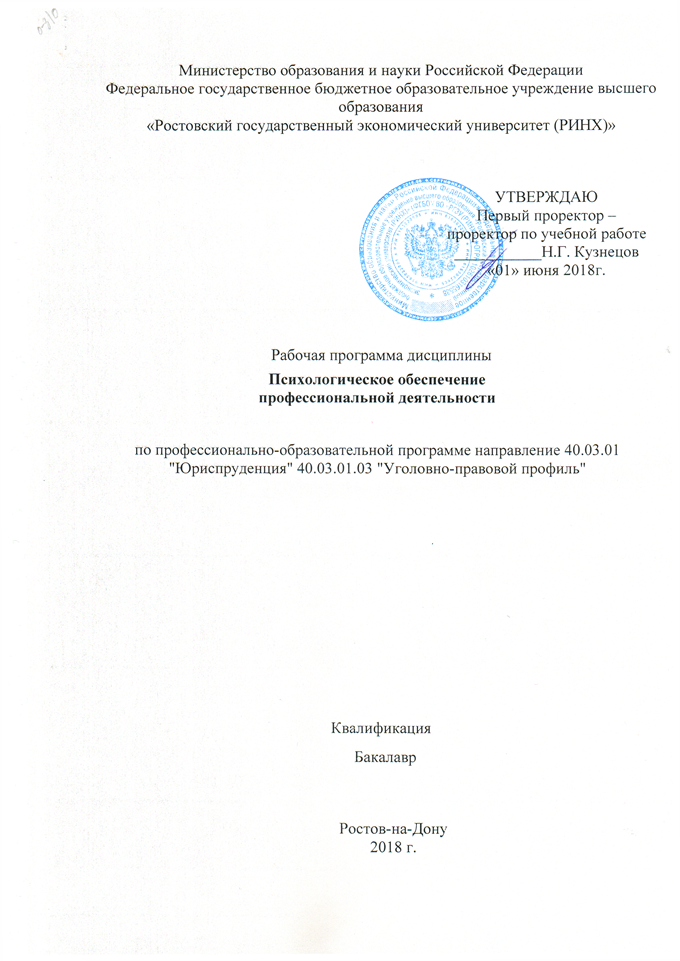 Министерство образования и науки Российской Федерации
Федеральное государственное бюджетное образовательное учреждение высшего
образования
«Ростовский государственный экономический университет (РИНХ)»
УТВЕРЖДАЮ
Первый проректор –
проректор по учебной работе
___________Н.Г. Кузнецов
«01» июня 2018г.
Рабочая программа дисциплины
Психологическое обеспечение
профессиональной деятельности
по профессионально-образовательной программе направление 40.03.01
"Юриспруденция" 40.03.01.03 "Уголовно-правовой профиль"
Квалификация
Бакалавр
Ростов-на-Дону
2018 г.